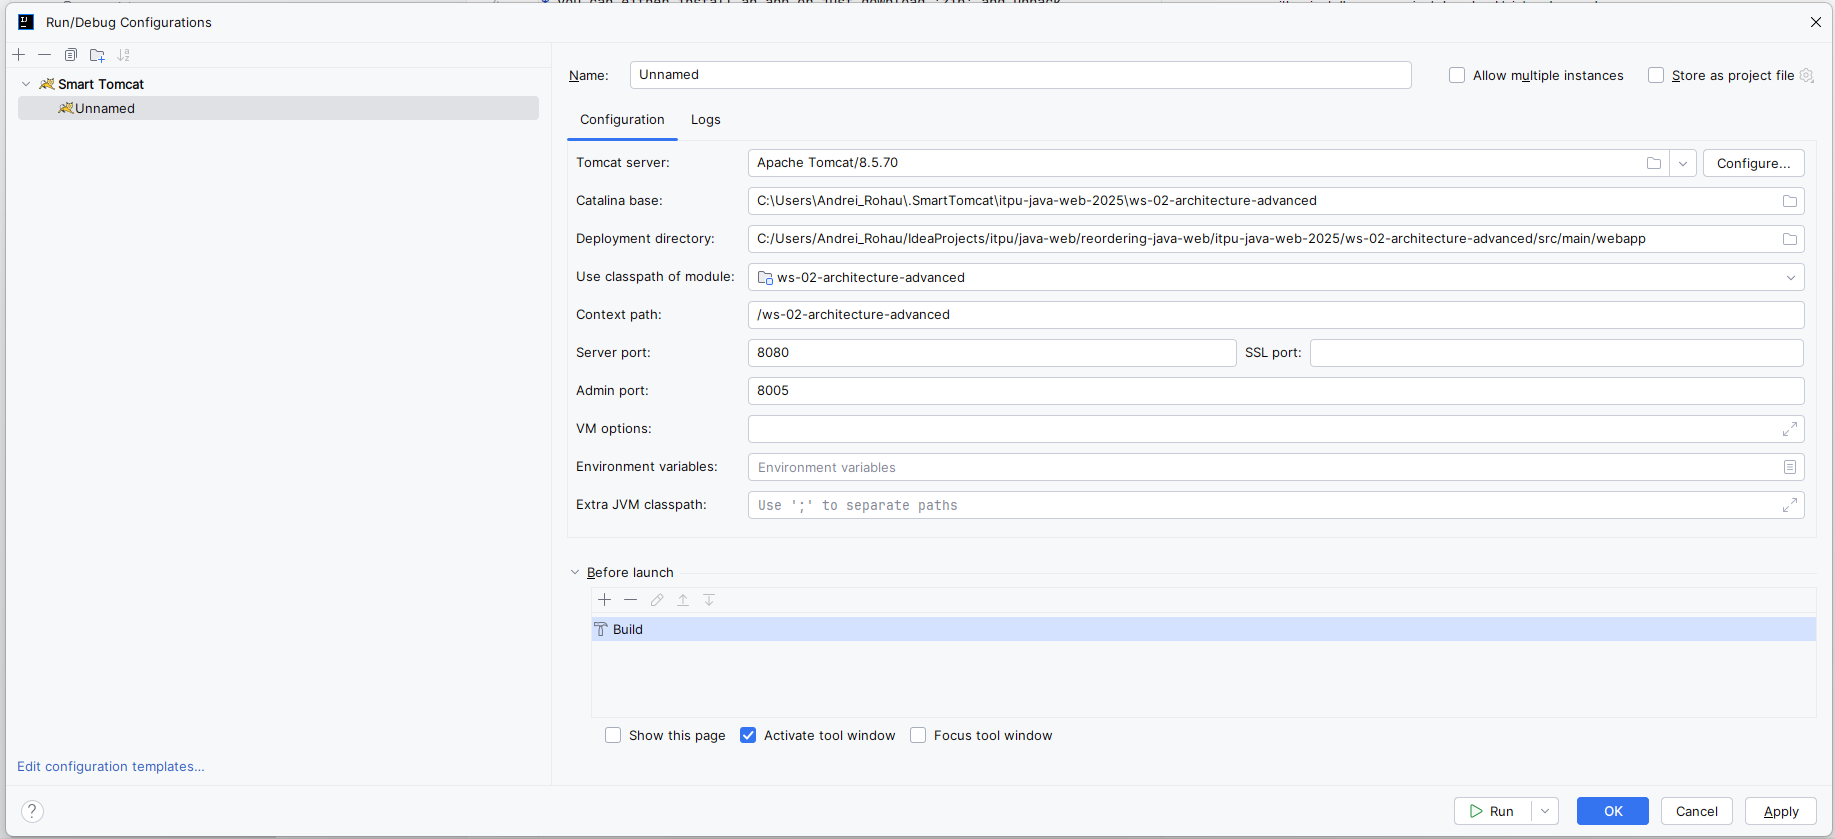 Run/Debug Configurations
Smart Tomcat
Unnamed
Edit configuration templates...
Name: Unnamed
Allow multiple instances
Store as project file
Configuration Logs
Tomcat server: Apache Tomcat/8.5.70 Configure...
Catalina base: C:\Users\Andrei_Rohau\.SmartTomcat\itpu-java-web-2025\ws-02-architecture-advanced
Deployment directory: C:/Users/Andrei_Rohau/IdeaProjects/itpu/java-web/reordering-java-web/itpu-java-web-2025/ws-02-architecture-advanced/src/main/webapp
Use classpath of module: ws-02-architecture-advanced
Context path: /ws-02-architecture-advanced
Server port: 8080 SSL port:
Admin port: 8005
VM options:
Environment variables: Environment variables
Extra JVM classpath: Use ';' to separate paths
Before launch
Build
Show this page Activate tool window Focus tool window
? Run OK Cancel Apply